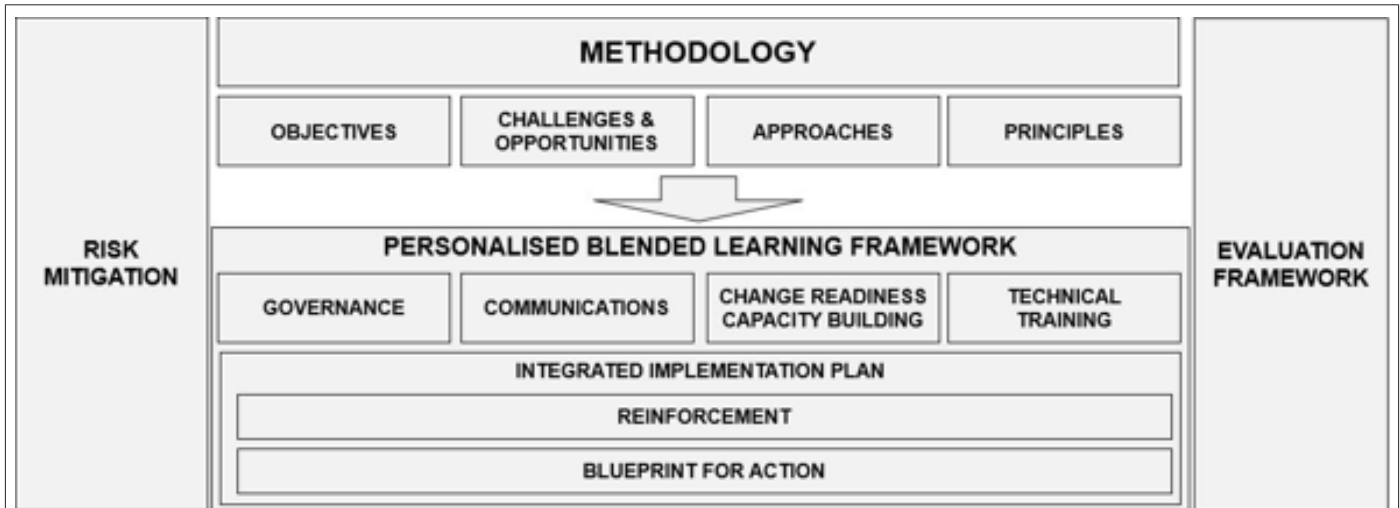 METHODOLOGY
OBJECTIVES
CHALLENGES &
OPPORTUNITIES
APPROACHES
PRINCIPLES
RISK
MITIGATION
PERSONALISED BLENDED LEARNING FRAMEWORK
GOVERNANCE
COMMUNICATIONS
CHANGE READINESS
CAPACITY BUILDING
TECHNICAL
TRAINING
INTEGRATED IMPLEMENTATION PLAN
REINFORCEMENT
BLUEPRINT FOR ACTION
EVALUATION
FRAMEWORK